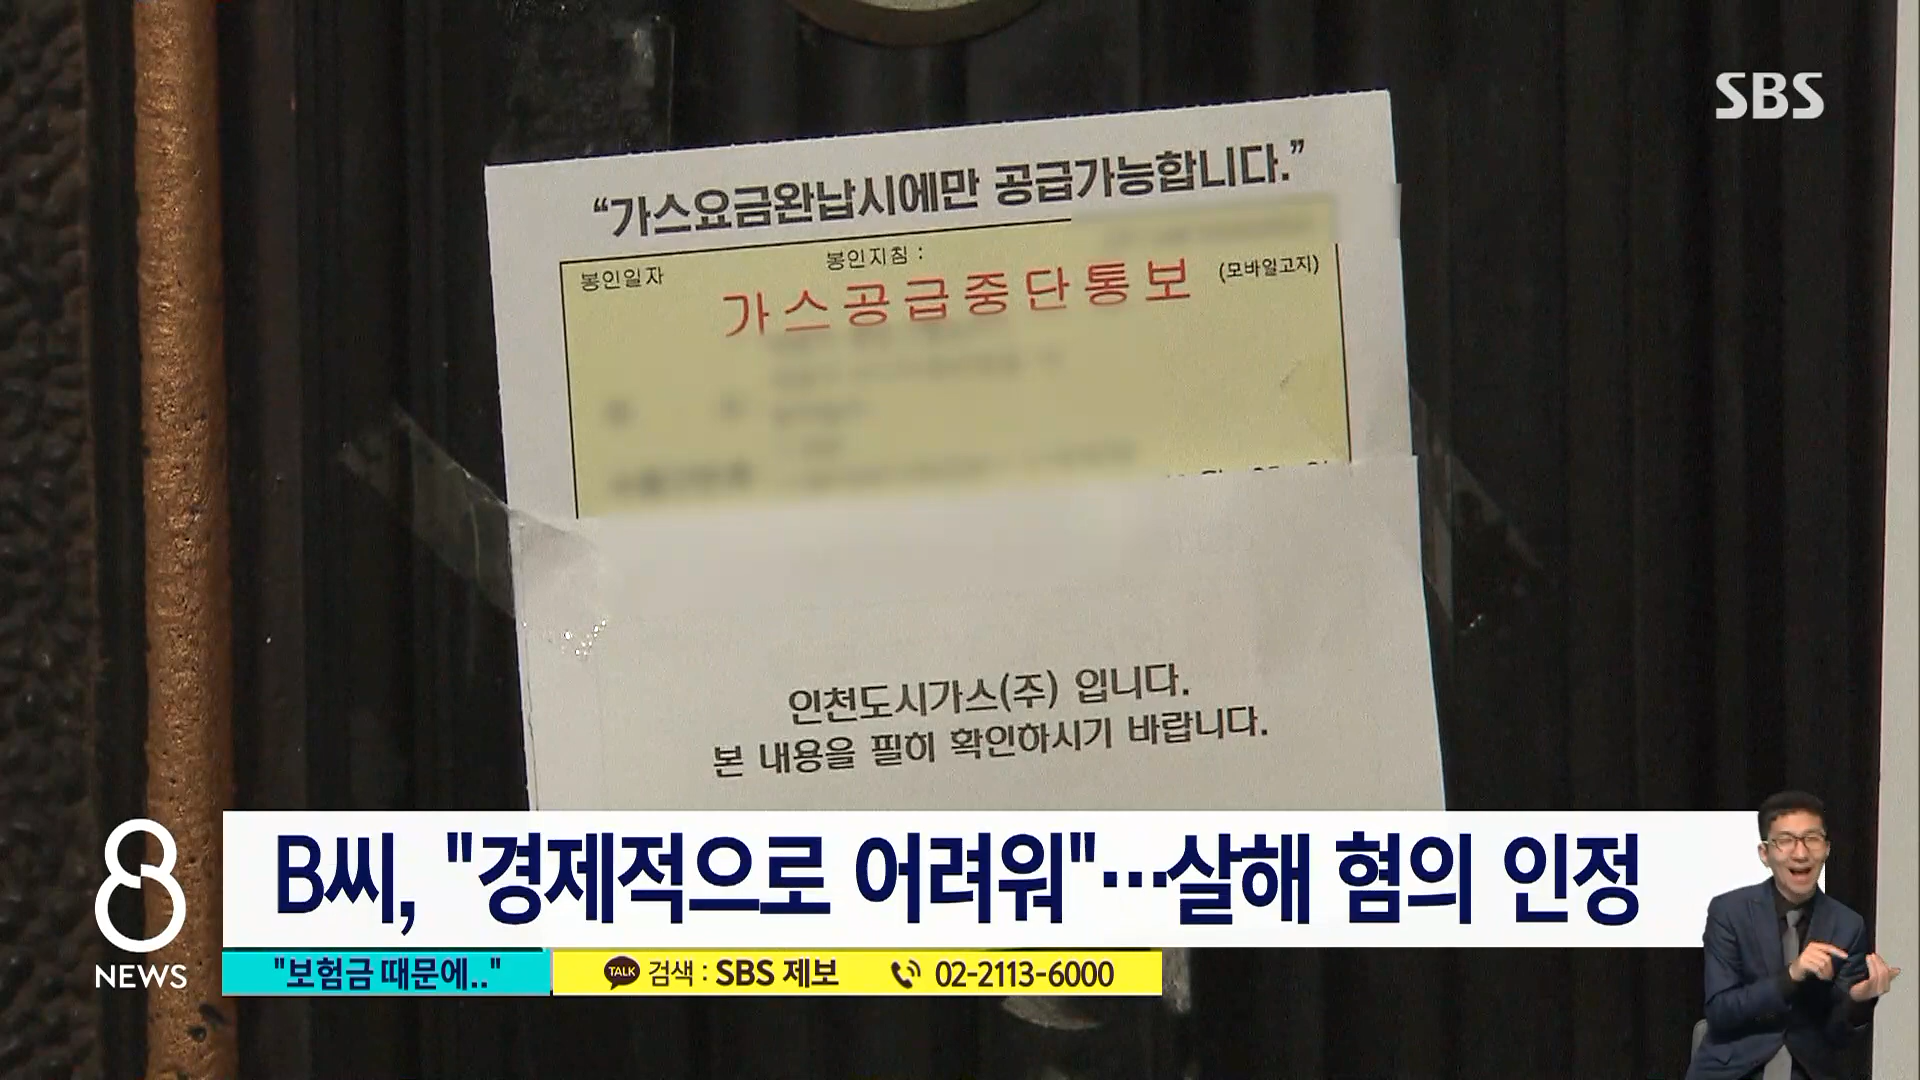 SBS
“가스요금완납시에만 공급가능합니다.”
봉인일자
봉인지침 :
(모바일고지)
가스공급중단통보
인천도시가스(주) 입니다.
본 내용을 필히 확인하시기 바랍니다.
8
NEWS
B씨, "경제적으로 어려워"…살해 혐의 인정
"보험금 때문에.."
TALK 검색 : SBS 제보 02-2113-6000